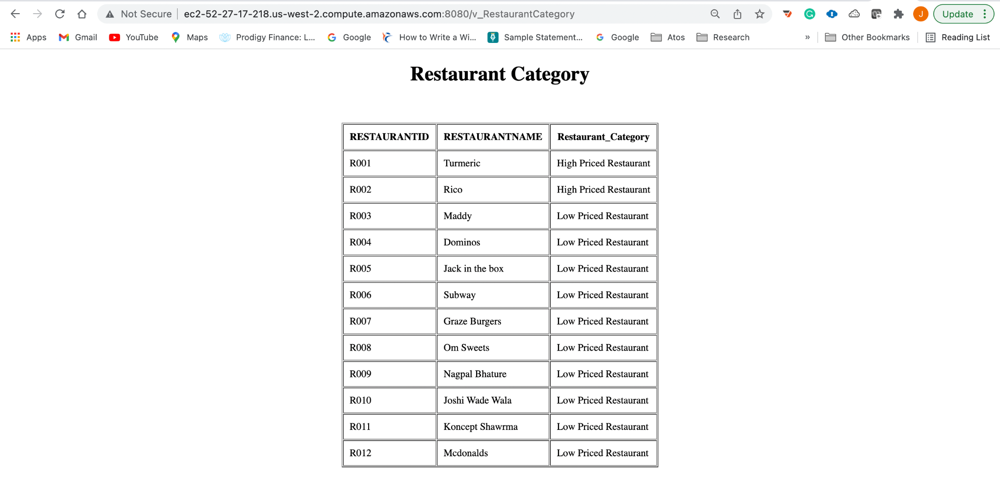 Not Secure ec2-52-27-17-218.us-west-2.compute.amazonaws.com:8080/v_RestaurantCategory J Update
Apps Gmail YouTube Maps Prodigy Finance: L... Google How to Write a Wi... Sample Statement... Google Atos Research » Other Bookmarks Reading List
Restaurant Category
RESTAURANTID RESTAURANTNAME Restaurant_Category
R001 Turmeric High Priced Restaurant
R002 Rico High Priced Restaurant
R003 Maddy Low Priced Restaurant
R004 Dominos Low Priced Restaurant
R005 Jack in the box Low Priced Restaurant
R006 Subway Low Priced Restaurant
R007 Graze Burgers Low Priced Restaurant
R008 Om Sweets Low Priced Restaurant
R009 Nagpal Bhature Low Priced Restaurant
R010 Joshi Wade Wala Low Priced Restaurant
R011 Koncept Shawrma Low Priced Restaurant
R012 Mcdonalds Low Priced Restaurant